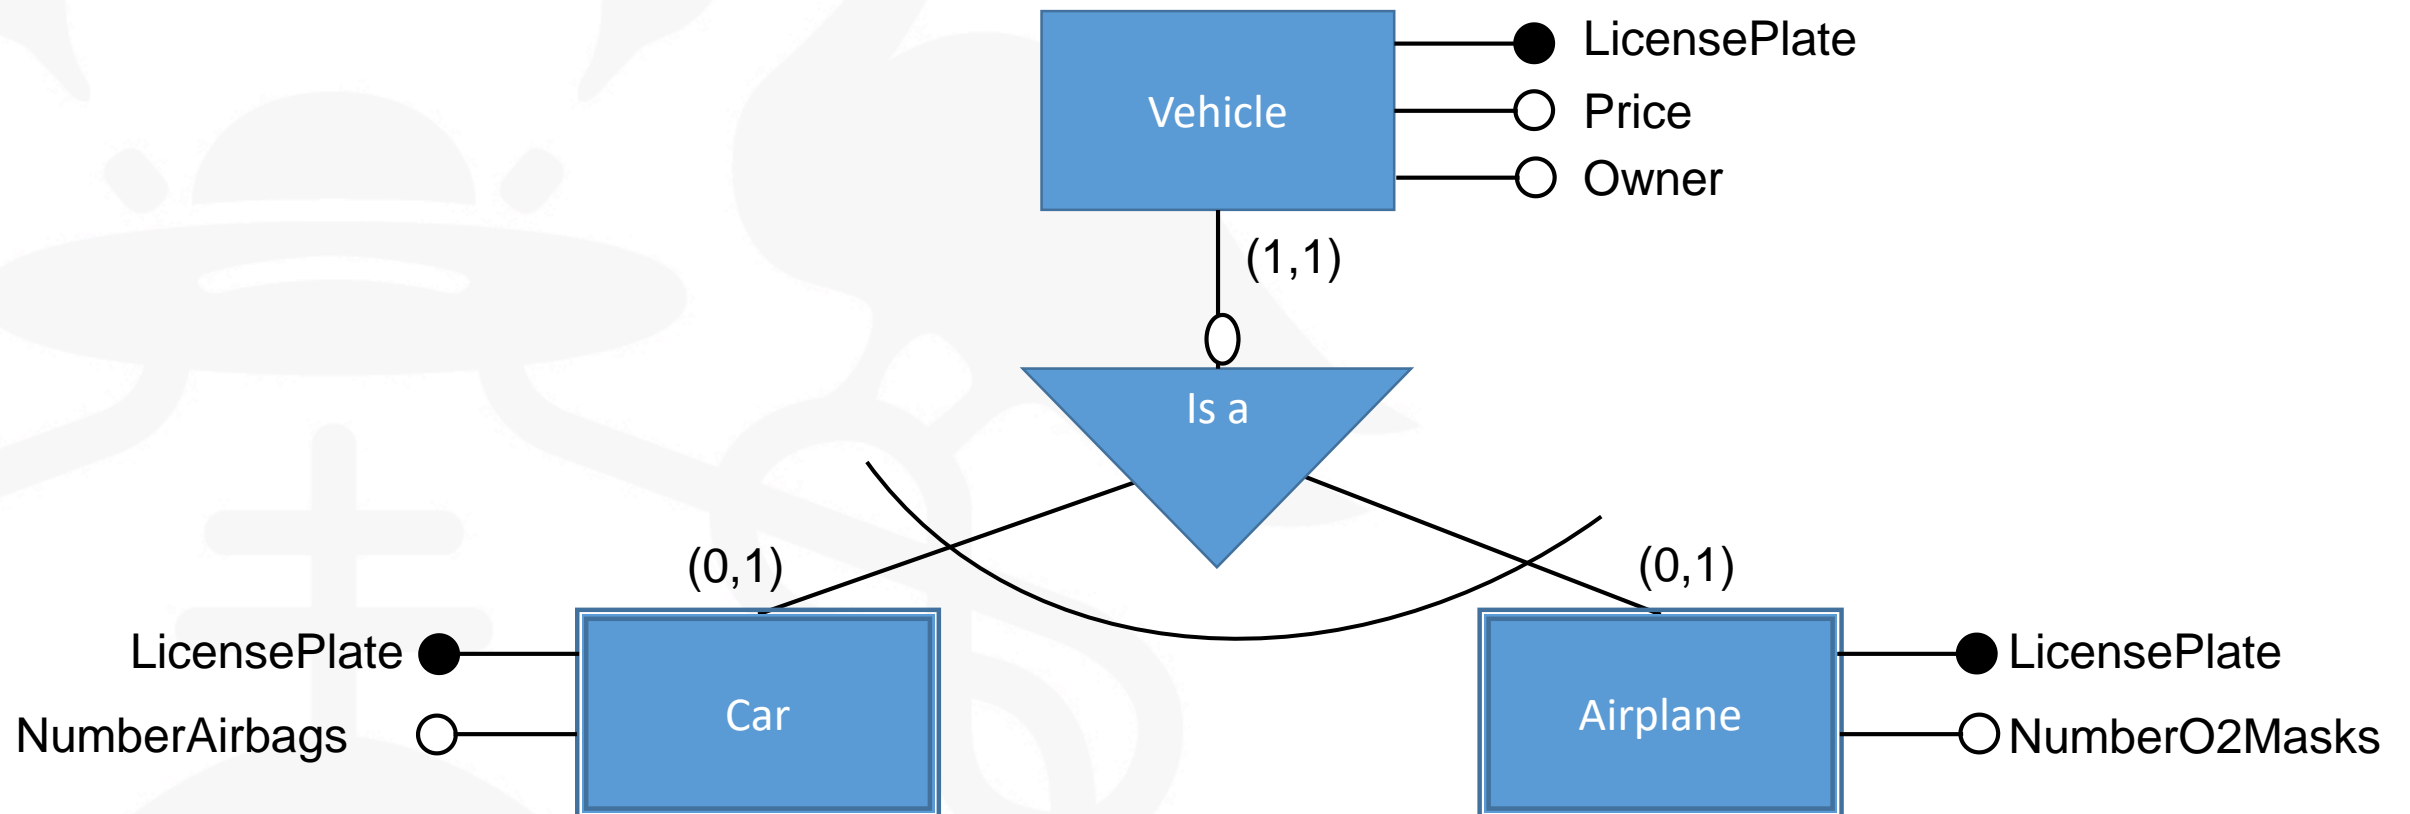 LicensePlate
Vehicle
Price
Owner
(1,1)
Is a
(0,1)
(0,1)
LicensePlate
LicensePlate
Car
Airplane
NumberAirbags
NumberO2Masks